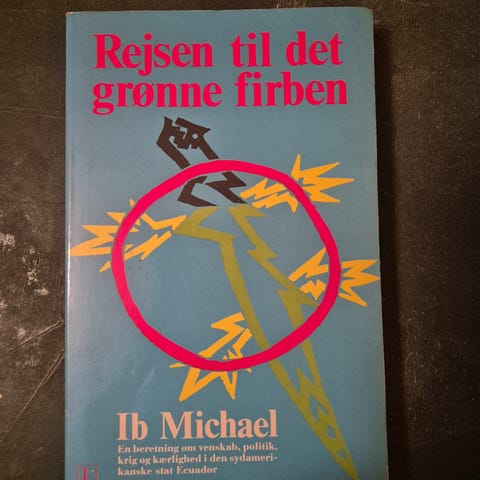 Rejsen til det
grønne firben
Ib Michael
En beretning om venskab, politik,
krig og kærlighed i den sydameri-
kanske stat Ecuador